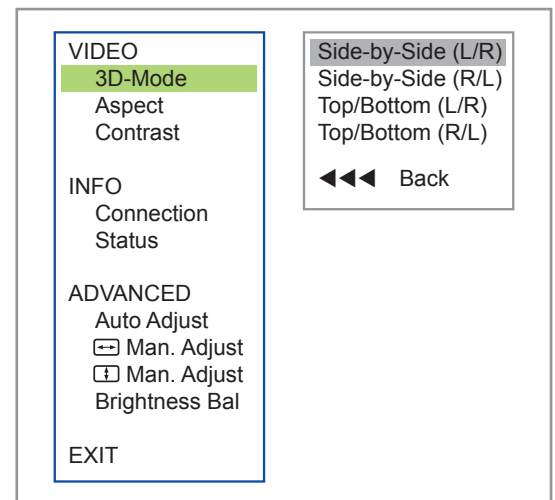 VIDEO
3D-Mode
Aspect
Contrast
INFO
Connection
Status
ADVANCED
Auto Adjust
Man. Adjust
Man. Adjust
Brightness Bal
EXIT
Side-by-Side (L/R)
Side-by-Side (R/L)
Top/Bottom (L/R)
Top/Bottom (R/L)
Back